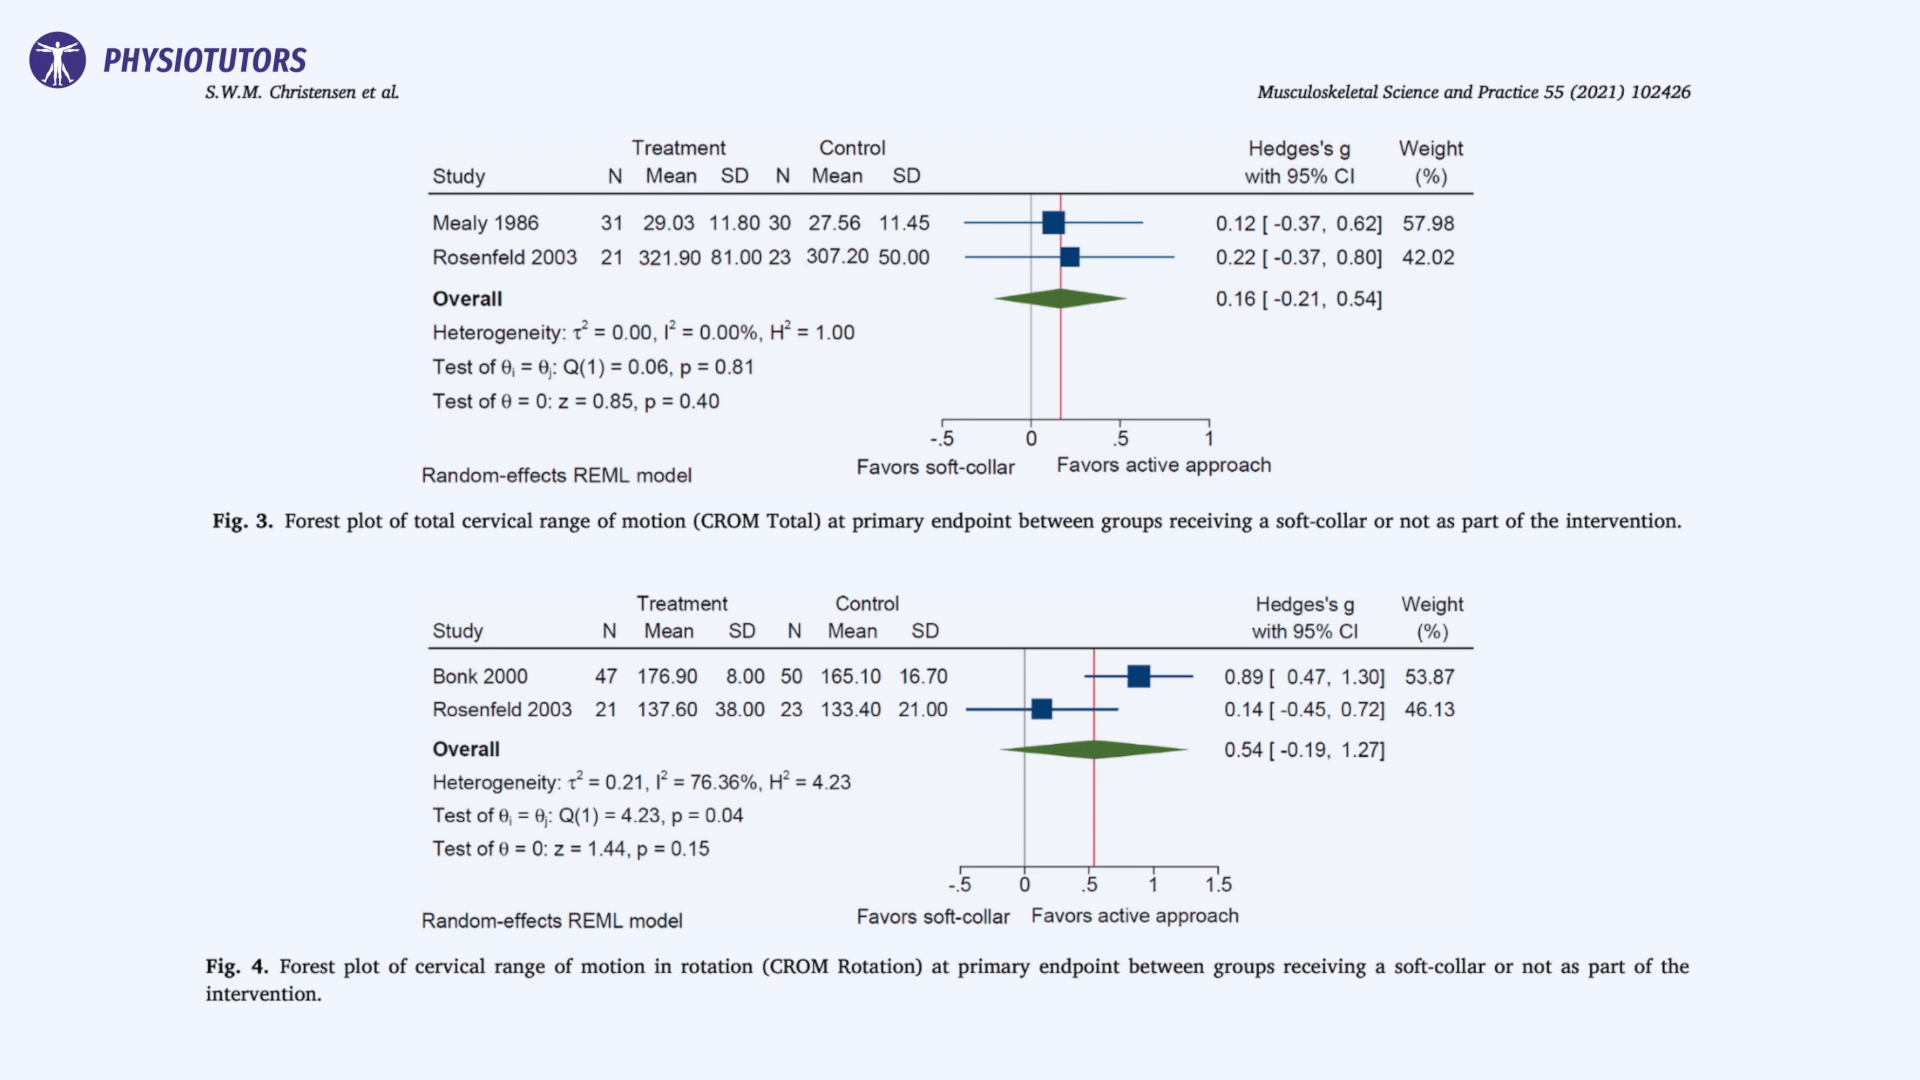 PHYSIOTUTORS
S.W.M. Christensen et al.
Musculoskeletal Science and Practice 55 (2021) 102426
Treatment Control Hedges's g Weight
Study N Mean SD N Mean SD with 95% CI (%)
Mealy 1986 31 29.03 11.80 30 27.56 11.45 0.12 [ -0.37, 0.62] 57.98
Rosenfeld 2003 21 321.90 81.00 23 307.20 50.00 0.22 [ -0.37, 0.80] 42.02
Overall 0.16 [ -0.21, 0.54]
Heterogeneity: τ² = 0.00, I² = 0.00%, H² = 1.00
Test of θᵢ = θⱼ: Q(1) = 0.06, p = 0.81
Test of θ = 0: z = 0.85, p = 0.40
-.5 0 .5 1
Favors soft-collar Favors active approach
Random-effects REML model
Fig. 3. Forest plot of total cervical range of motion (CROM Total) at primary endpoint between groups receiving a soft-collar or not as part of the intervention.
Treatment Control Hedges's g Weight
Study N Mean SD N Mean SD with 95% CI (%)
Bonk 2000 47 176.90 8.00 50 165.10 16.70 0.89 [ 0.47, 1.30] 53.87
Rosenfeld 2003 21 137.60 38.00 23 133.40 21.00 0.14 [ -0.45, 0.72] 46.13
Overall 0.54 [ -0.19, 1.27]
Heterogeneity: τ² = 0.21, I² = 76.36%, H² = 4.23
Test of θᵢ = θⱼ: Q(1) = 4.23, p = 0.04
Test of θ = 0: z = 1.44, p = 0.15
-.5 0 .5 1 1.5
Favors soft-collar Favors active approach
Random-effects REML model
Fig. 4. Forest plot of cervical range of motion in rotation (CROM Rotation) at primary endpoint between groups receiving a soft-collar or not as part of the
intervention.